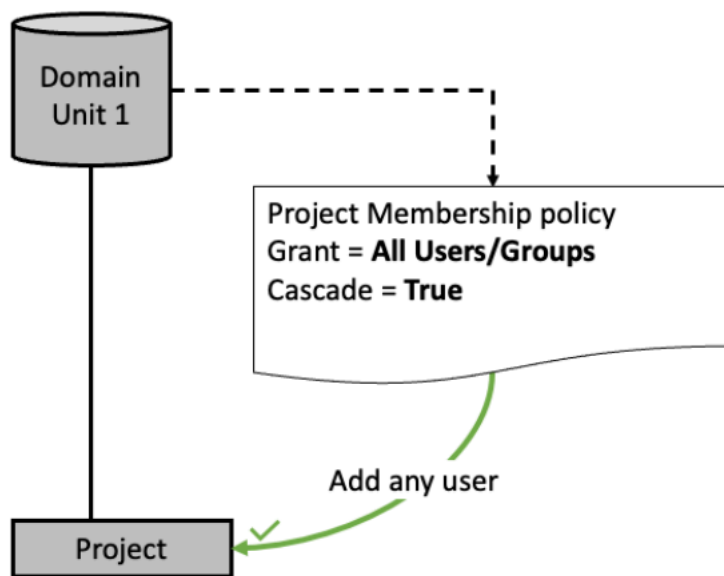 Domain
Unit 1
Project Membership policy
Grant = All Users/Groups
Cascade = True
Add any user
Project